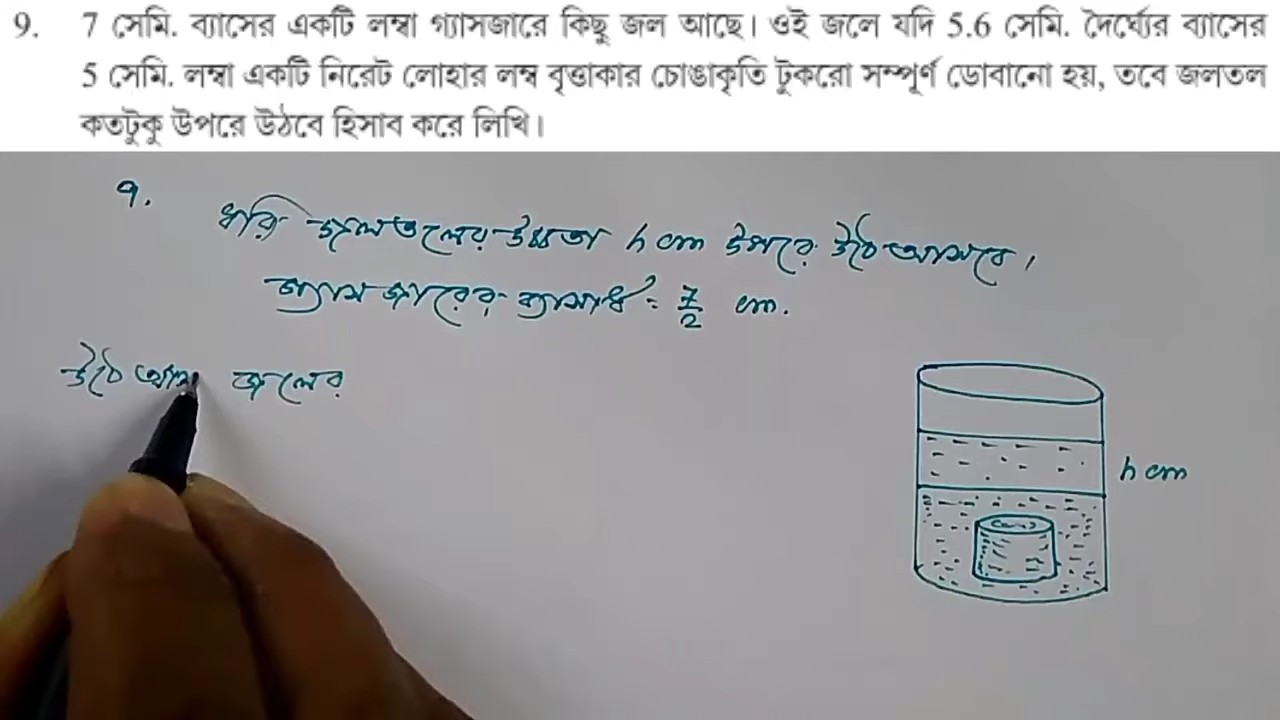 9. 7 সেমি. ব্যাসের একটি লম্বা গ্যাসজারে কিছু জল আছে। ওই জলে যদি 5.6 সেমি. দৈর্ঘ্যের ব্যাসের
5 সেমি. লম্বা একটি নিরেট লোহার লম্ব বৃত্তাকার চোঙাকৃতি টুকরো সম্পূর্ণ ডোবানো হয়, তবে জলতল
কতটুকু উপরে উঠবে হিসাব করে লিখি।
9.
ধরি জলতলের উচ্চতা h cm উপরে উঠে আসবে।
গ্যাস জারের ব্যাসার্ধ = 7/2 cm.
উঠে আসা জলের
h cm